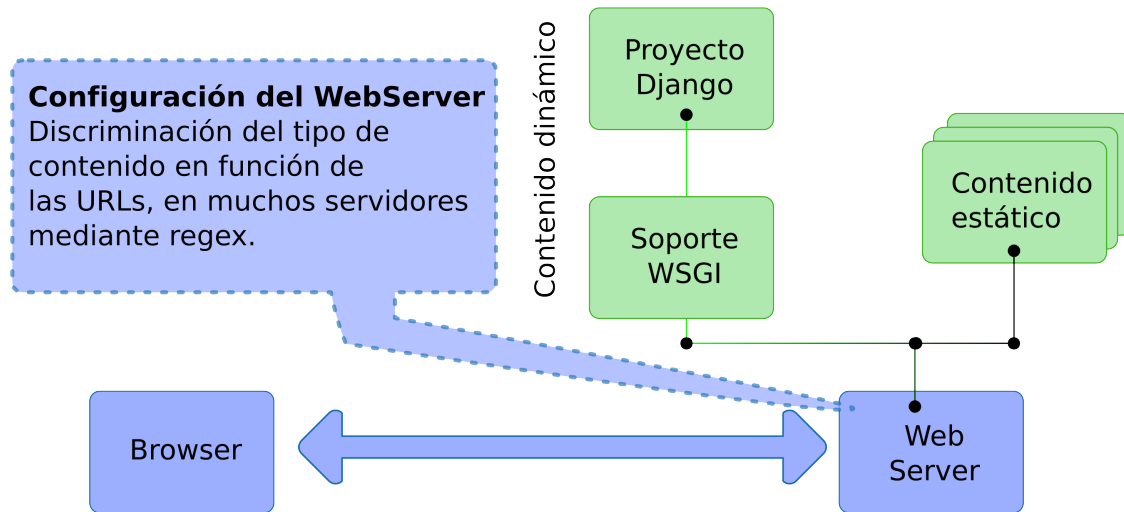 Configuración del WebServer
Discriminación del tipo de
contenido en función de
las URLs, en muchos servidores
mediante regex.
Contenido dinámico
Proyecto
Django
Soporte
WSGI
Contenido
estático
Browser
Web
Server